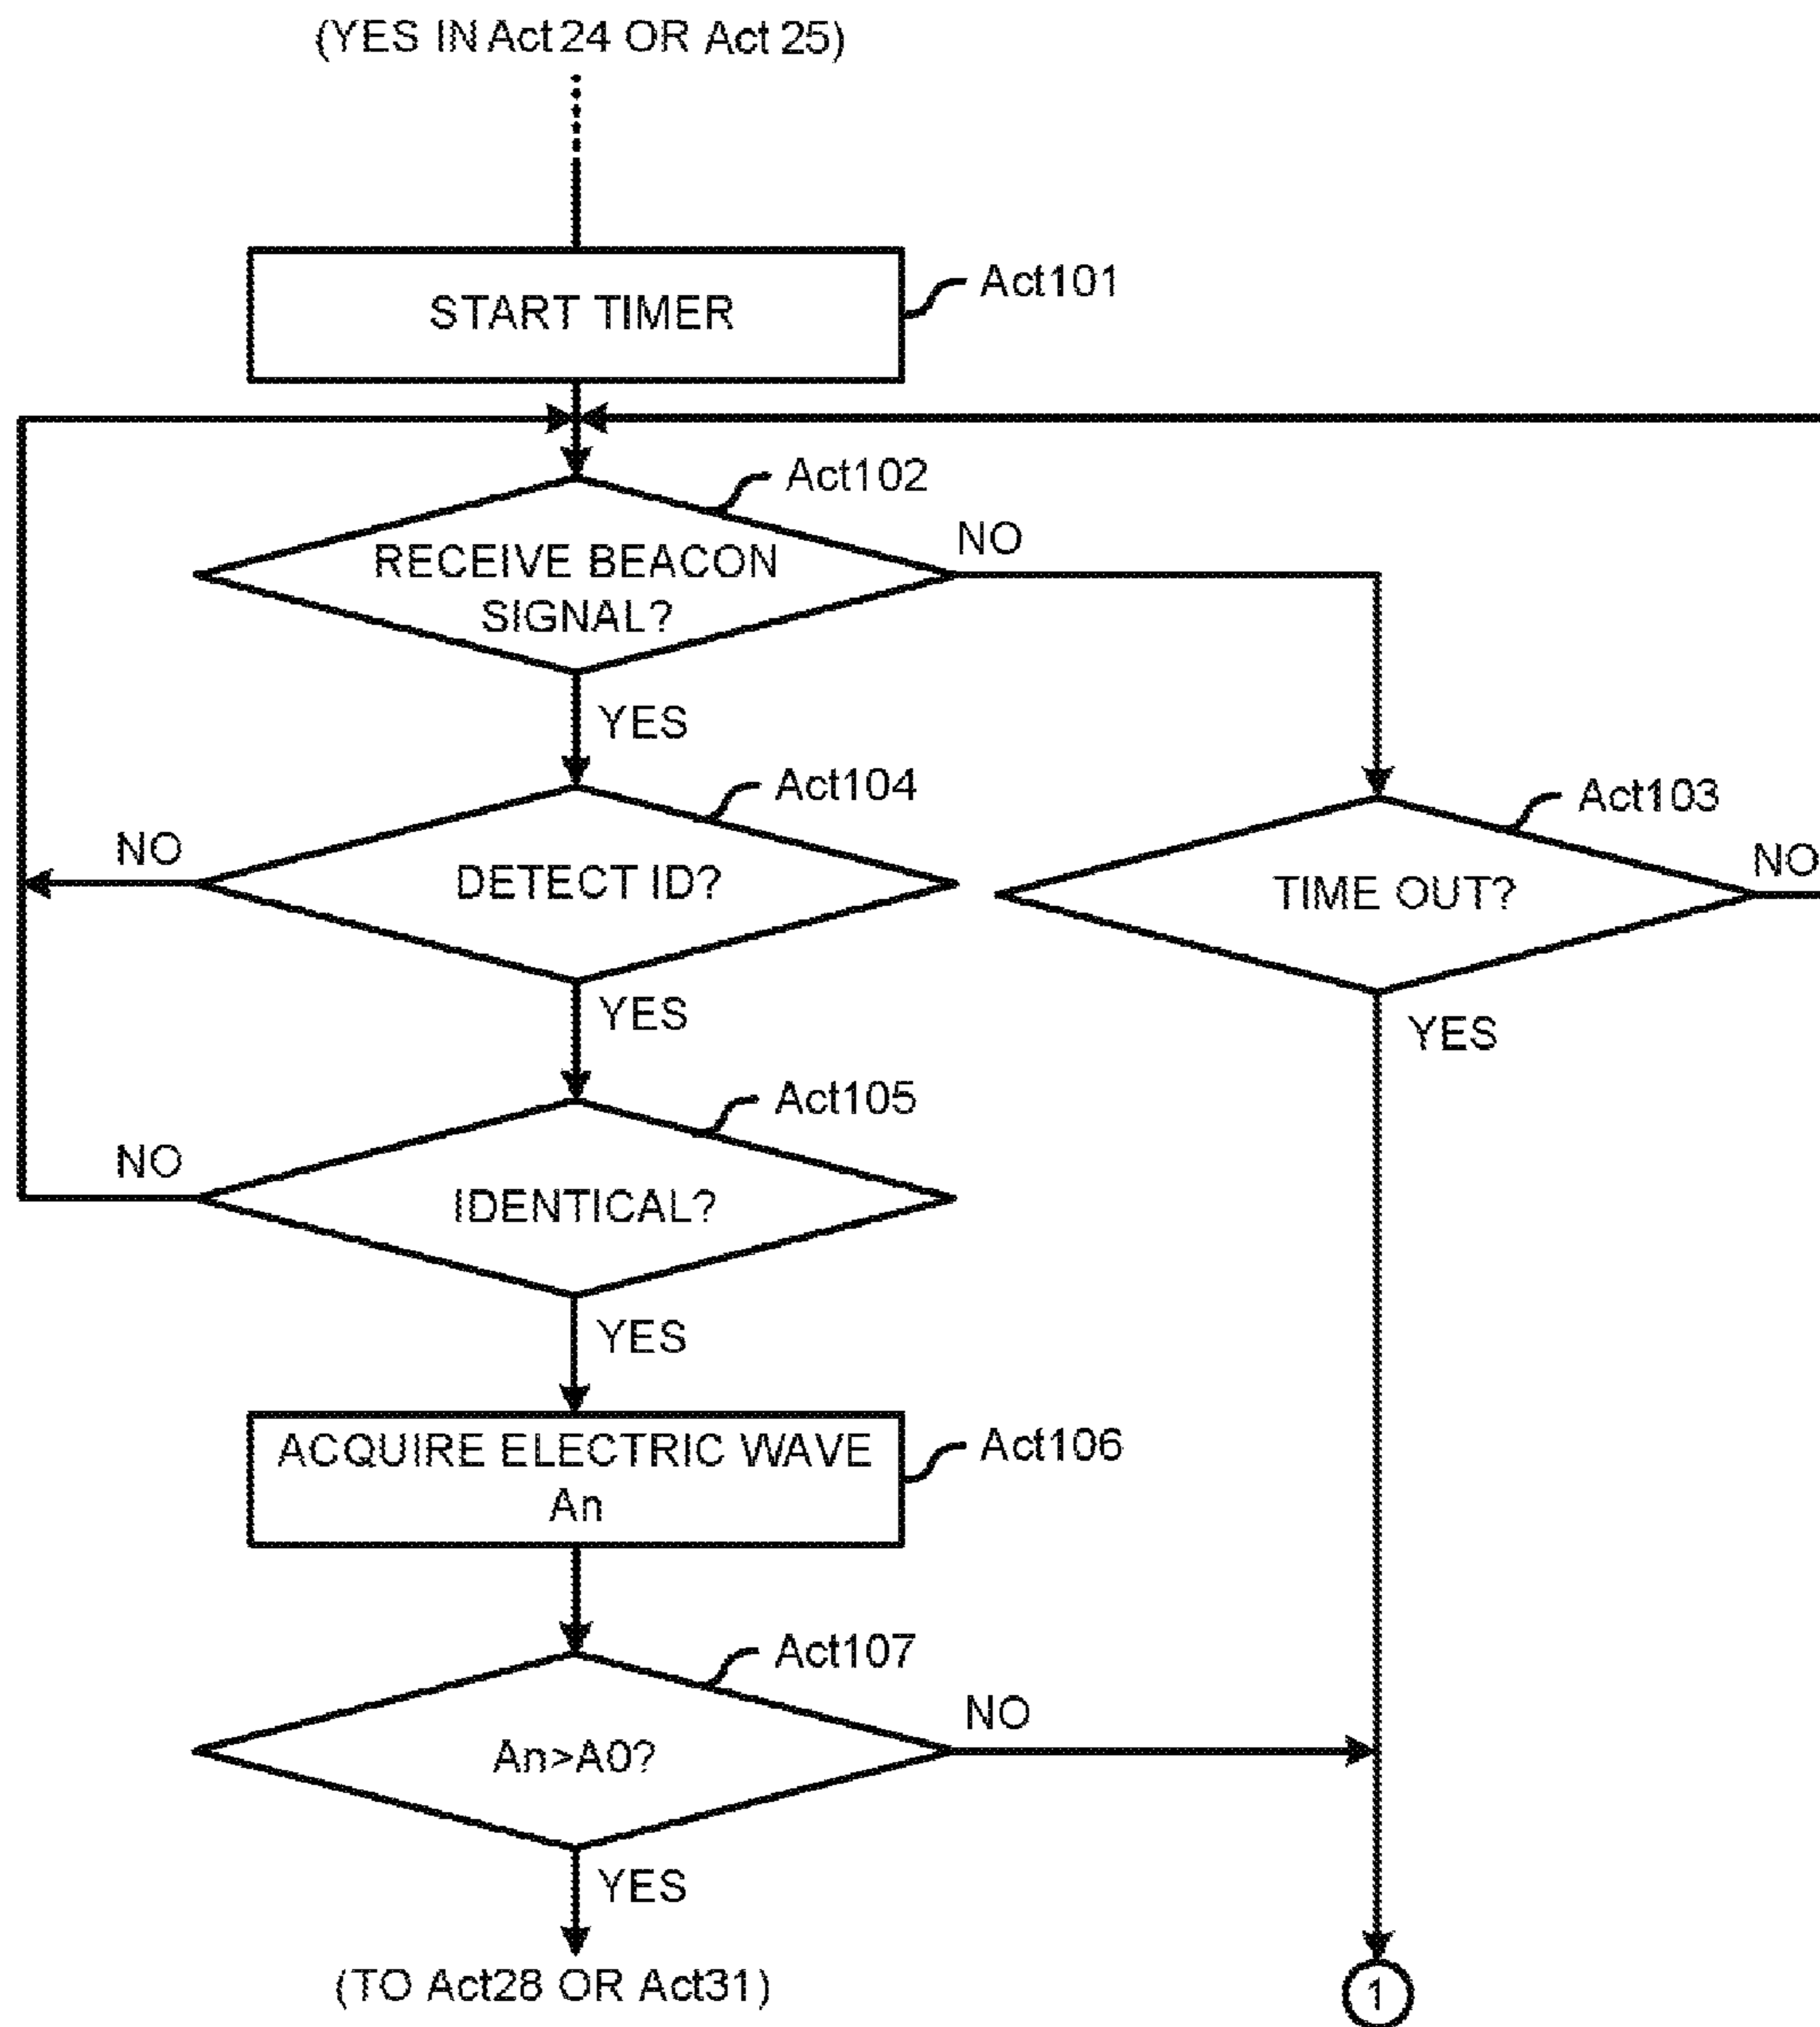 (YES IN Act24 OR Act 25)
START TIMER
Act101
Act102
RECEIVE BEACON
SIGNAL?
NO
YES
Act104
DETECT ID?
NO
Act103
TIME OUT?
NO
YES
YES
Act105
IDENTICAL?
NO
YES
ACQUIRE ELECTRIC WAVE
An
Act106
Act107
An>A0?
NO
YES
(TO Act28 OR Act31)
1